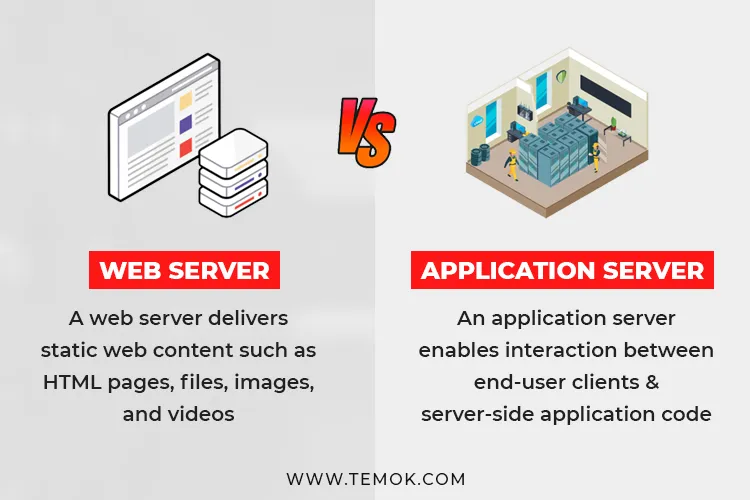 VS
WEB SERVER
A web server delivers
static web content such as
HTML pages, files, images,
and videos
APPLICATION SERVER
An application server
enables interaction between
end-user clients &
server-side application code
WWW.TEMOK.COM